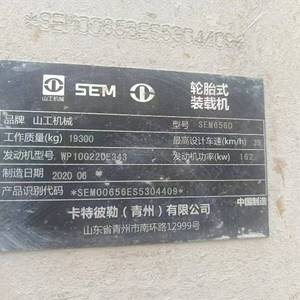 *SEM00656ES5304409*
山工机械 SEM 轮胎式
装载机
品牌 山工机械 型号 SEM656D
工作质量(kg) 19300 最高设计车速(km/h)
发动机型号 WP10G220E343 发动机功率(kw) 162
制造日期 2020 06
产品识别代码 *SEM00656ES5304409*
卡特彼勒(青州)有限公司 中国制造
山东省青州市南环路12999号